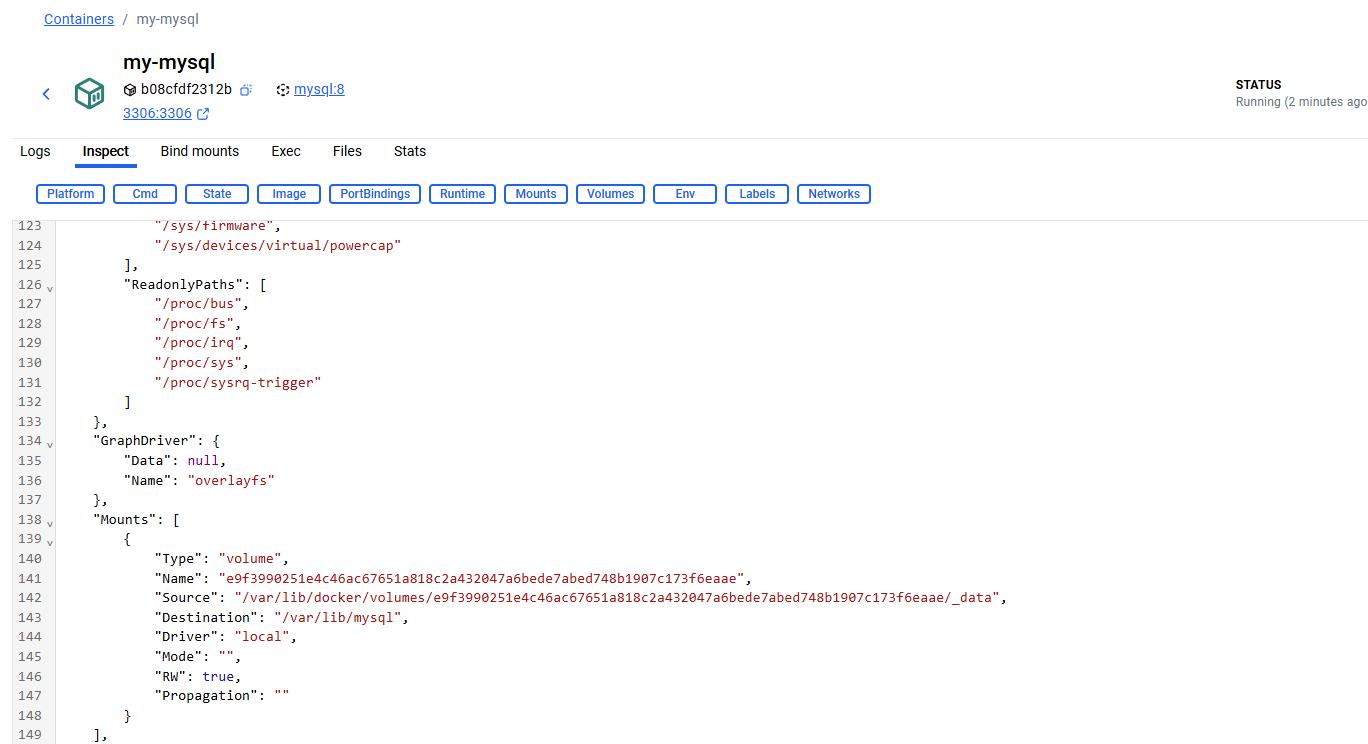 Containers / my-mysql
my-mysql
b08cfdf2312b mysql:8
3306:3306
STATUS
Running (2 minutes ago
Logs Inspect Bind mounts Exec Files Stats
Platform Cmd State Image PortBindings Runtime Mounts Volumes Env Labels Networks
123 "/sys/firmware",
124 "/sys/devices/virtual/powercap"
125 ],
126 "ReadonlyPaths": [
127 "/proc/bus",
128 "/proc/fs",
129 "/proc/irq",
130 "/proc/sys",
131 "/proc/sysrq-trigger"
132 ]
133 },
134 "GraphDriver": {
135 "Data": null,
136 "Name": "overlayfs"
137 },
138 "Mounts": [
139 {
140 "Type": "volume",
141 "Name": "e9f3990251e4c46ac67651a818c2a432047a6bede7abed748b1907c173f6eaae",
142 "Source": "/var/lib/docker/volumes/e9f3990251e4c46ac67651a818c2a432047a6bede7abed748b1907c173f6eaae/_data",
143 "Destination": "/var/lib/mysql",
144 "Driver": "local",
145 "Mode": "",
146 "RW": true,
147 "Propagation": ""
148 }
149 ],